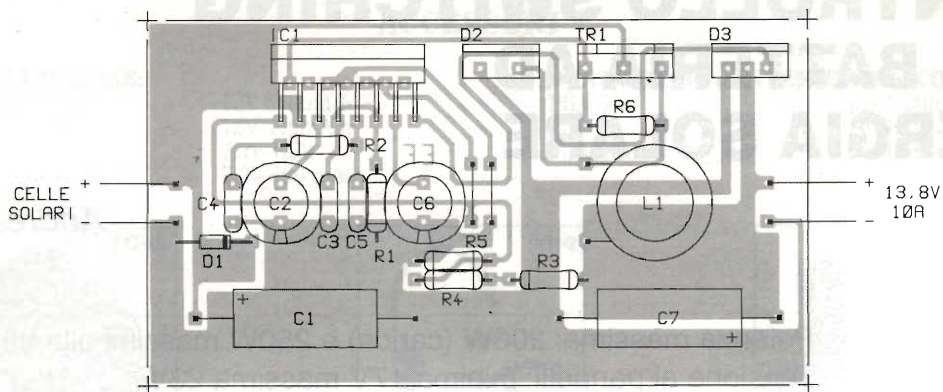 IC1
D2
TR1
D3
R6
R2
CELLE
SOLARI
+
C4
C2
C3
C5
C6
L1
+
-
13.8V
10A
D1
R1
R5
R4
R3
+
C1
C7
+